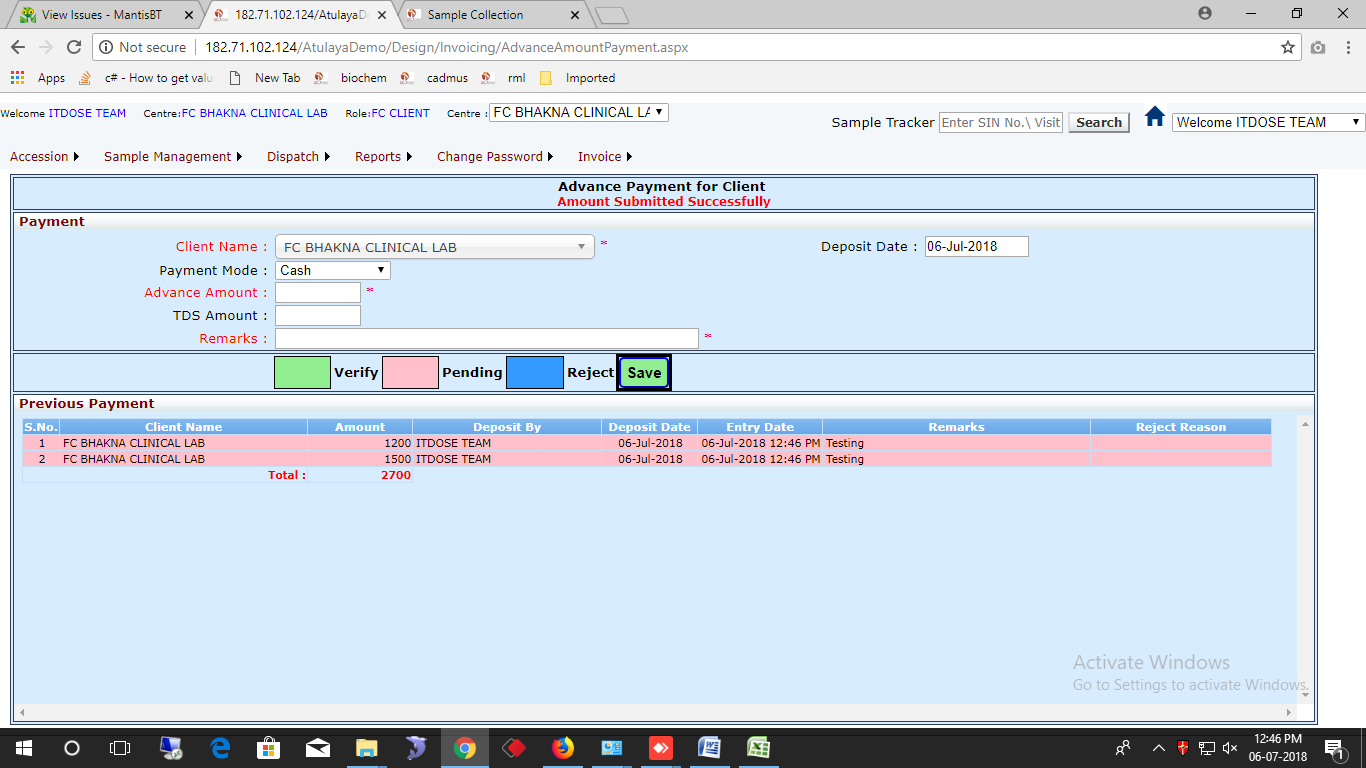 View Issues - MantisBT
182.71.102.124/AtulayaD
Sample Collection
Not secure 182.71.102.124/AtulayaDemo/Design/Invoicing/AdvanceAmountPayment.aspx
Apps c# - How to get valu New Tab biochem cadmus rml Imported
Welcome ITDOSE TEAM Centre:FC BHAKNA CLINICAL LAB Role:FC CLIENT Centre : FC BHAKNA CLINICAL LA
Sample Tracker Enter SIN No.\ Visit Search Welcome ITDOSE TEAM
Accession Sample Management Dispatch Reports Change Password Invoice
Advance Payment for Client
Amount Submitted Successfully
Payment
Client Name : FC BHAKNA CLINICAL LAB * Deposit Date : 06-Jul-2018
Payment Mode : Cash
Advance Amount : *
TDS Amount :
Remarks : *
Verify Pending Reject Save
Previous Payment
S.No. Client Name Amount Deposit By Deposit Date Entry Date Remarks Reject Reason
1 FC BHAKNA CLINICAL LAB 1200 ITDOSE TEAM 06-Jul-2018 06-Jul-2018 12:46 PM Testing
2 FC BHAKNA CLINICAL LAB 1500 ITDOSE TEAM 06-Jul-2018 06-Jul-2018 12:46 PM Testing
Total : 2700
Activate Windows
Go to Settings to activate Windows.
12:46 PM
06-07-2018
1